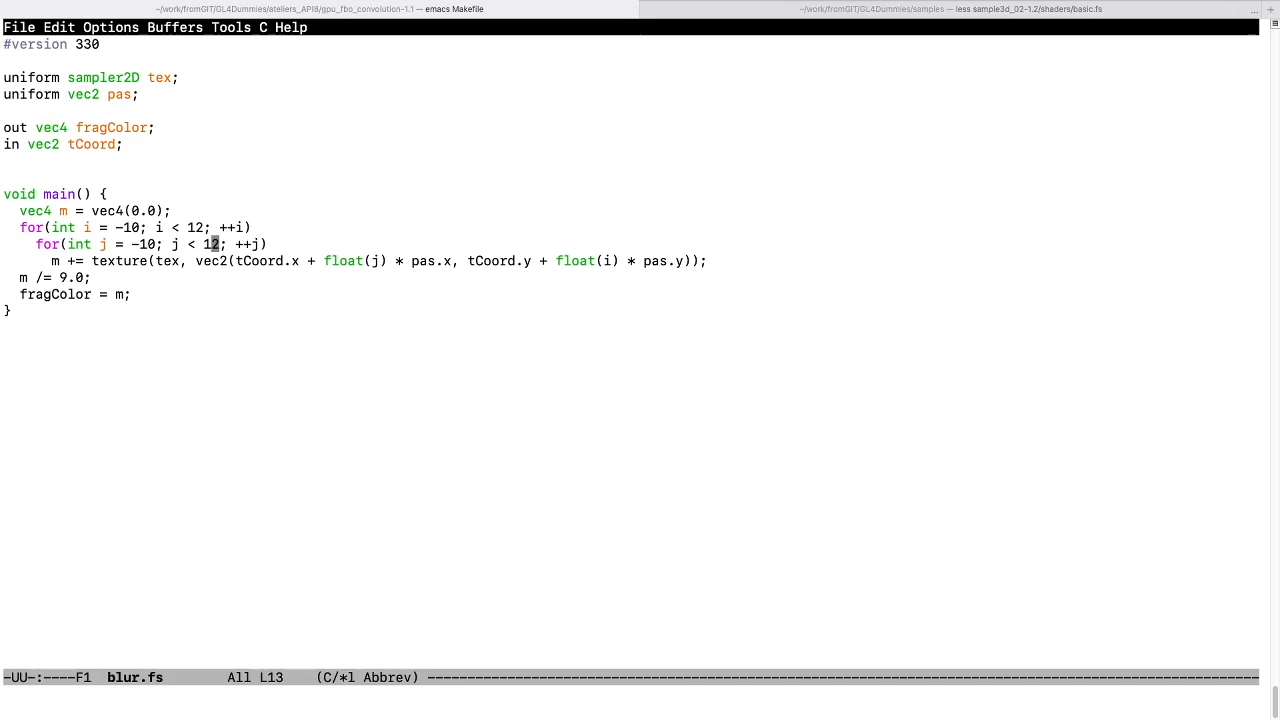 ~/work/fromGIT/GL4Dummies/ateliers_API8/gpu_fbo_convolution-1.1 — emacs Makefile
~/work/fromGIT/GL4Dummies/samples — less sample3d_02-1.2/shaders/basic.fs
... +
File Edit Options Buffers Tools C Help
#version 330
uniform sampler2D tex;
uniform vec2 pas;
out vec4 fragColor;
in vec2 tCoord;
void main() {
  vec4 m = vec4(0.0);
  for(int i = -10; i < 12; ++i)
    for(int j = -10; j < 12; ++j)
      m += texture(tex, vec2(tCoord.x + float(j) * pas.x, tCoord.y + float(i) * pas.y));
  m /= 9.0;
  fragColor = m;
}
-UU-:----F1  blur.fs        All L13    (C/*l Abbrev) --------------------------------------------------------------------------------------------------------